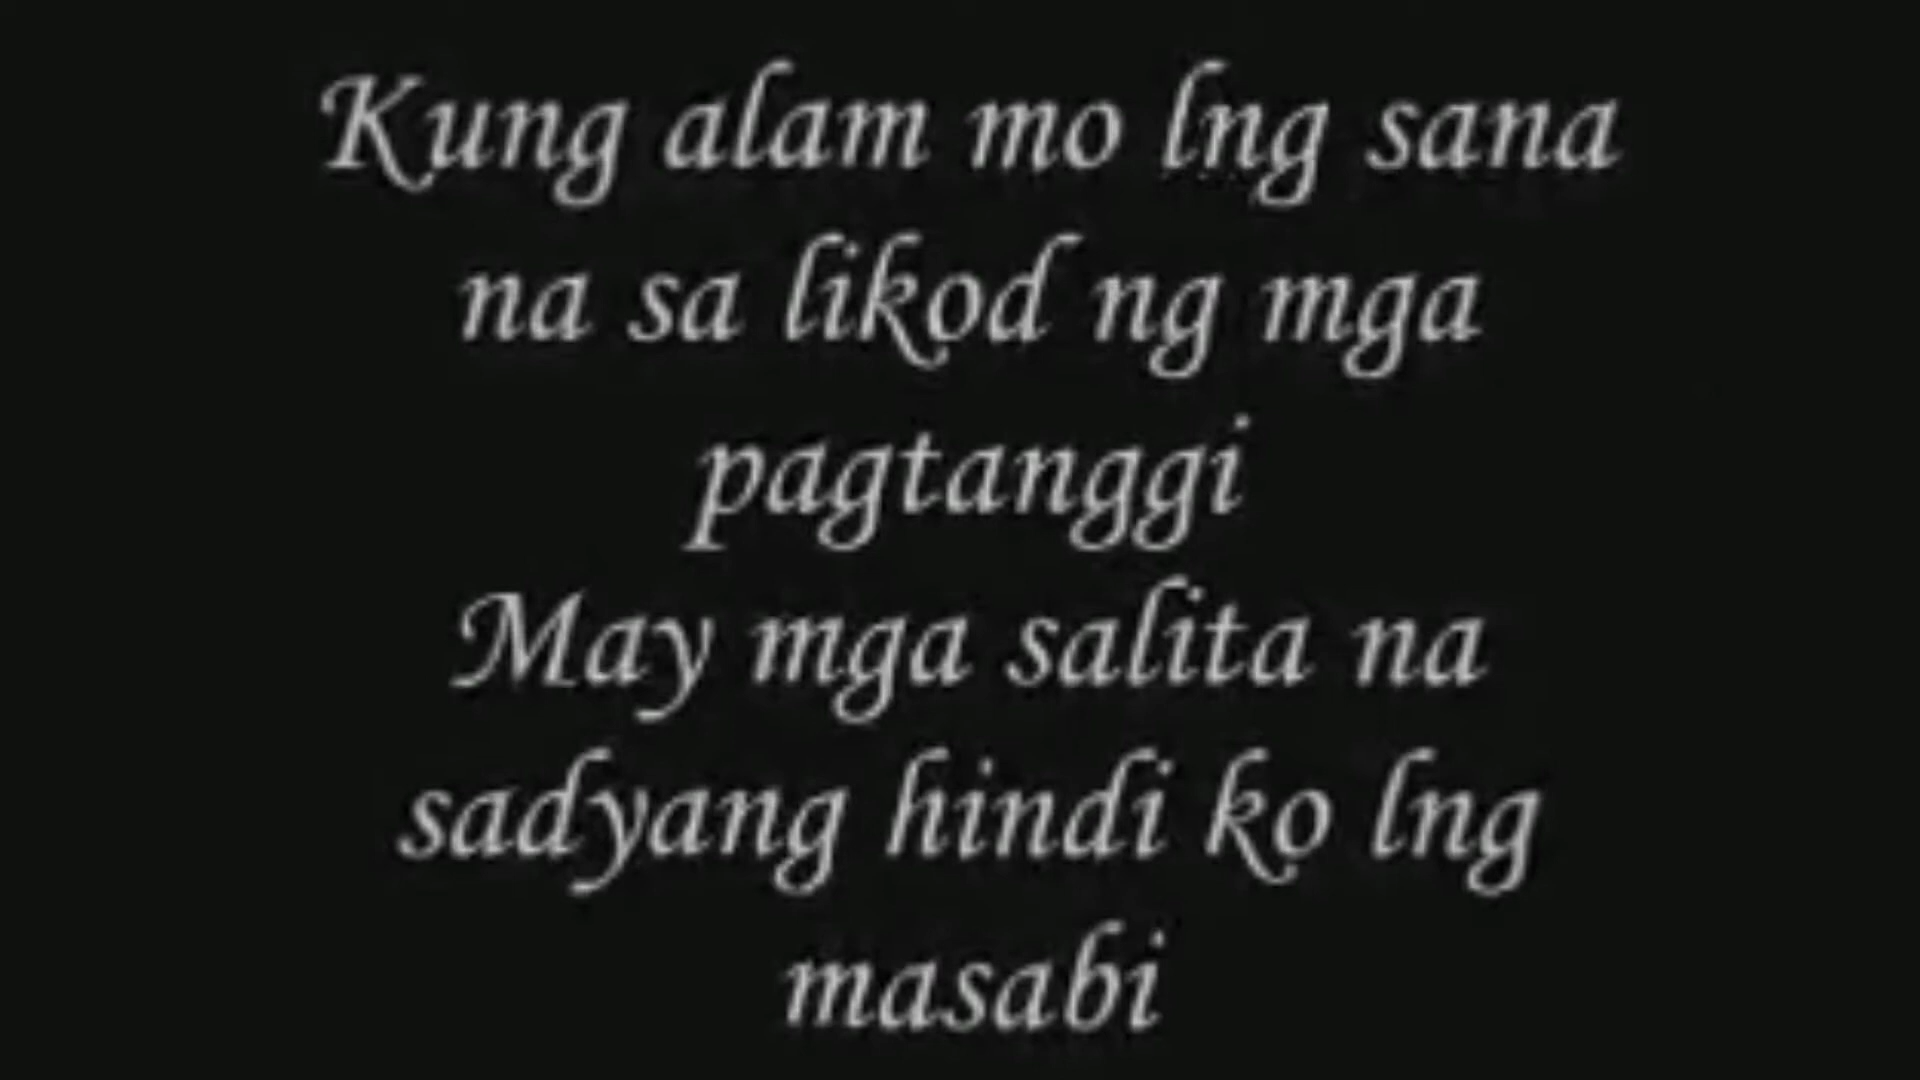 Kung alam mo lng sana
na sa likod ng mga
pagtanggi
May mga salita na
sadyang hindi ko lng
masabi